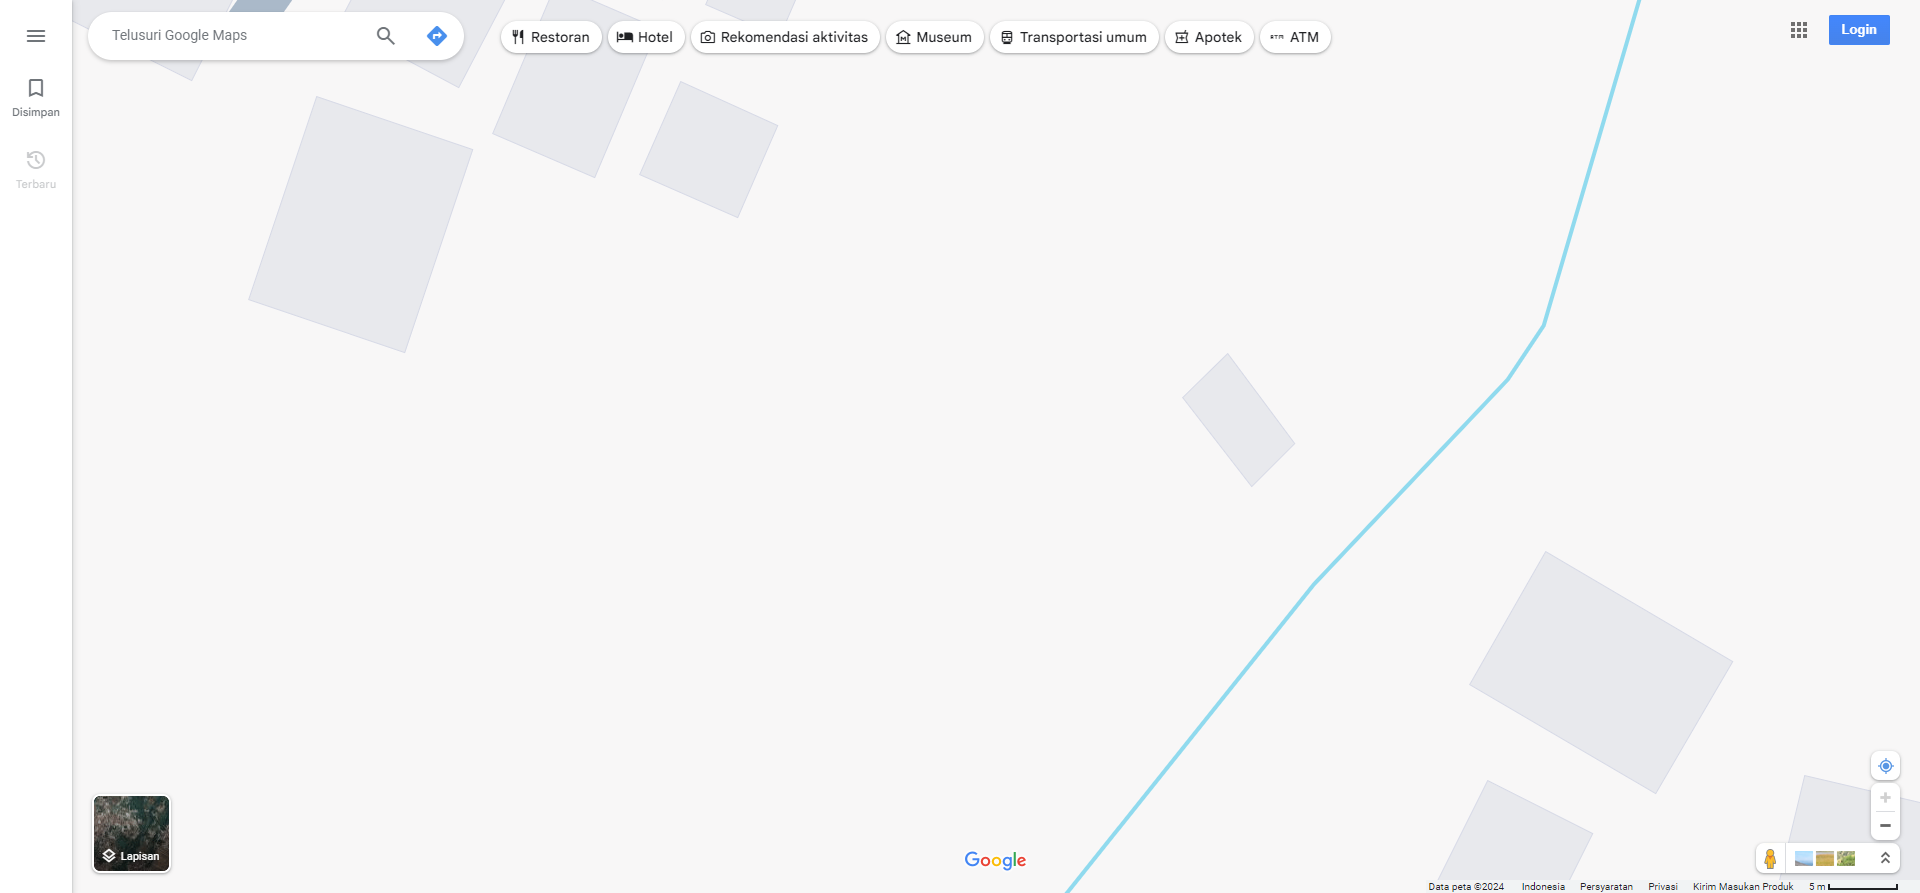 Telusuri Google Maps
Restoran
Hotel
Rekomendasi aktivitas
Museum
Transportasi umum
Apotek
ATM
Login
Disimpan
Terbaru
Lapisan
Google
Data peta ©2024 Indonesia Persyaratan Privasi Kirim Masukan Produk 5 m